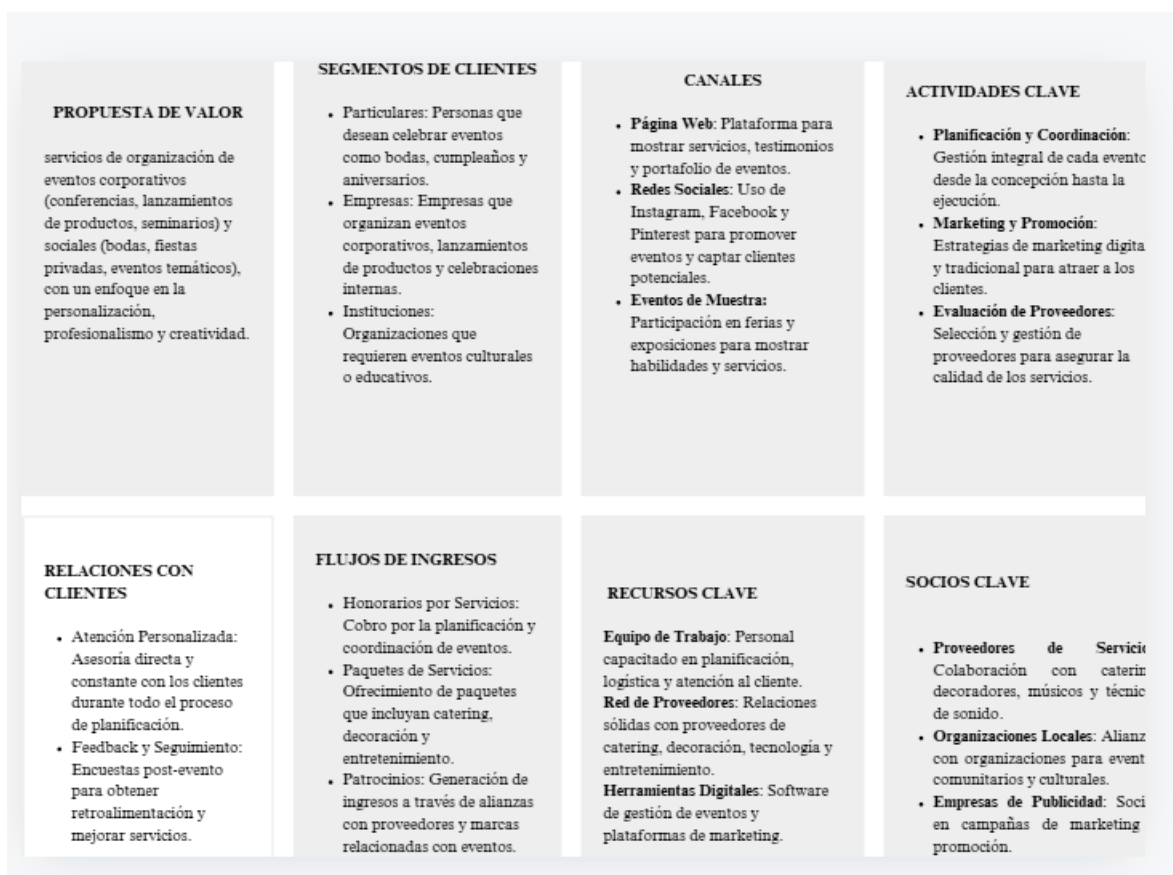 PROPUESTA DE VALOR
servicios de organización de
eventos corporativos
(conferencias, lanzamientos
de productos, seminarios) y
sociales (bodas, fiestas
privadas, eventos temáticos),
con un enfoque en la
personalización,
profesionalismo y creatividad.
SEGMENTOS DE CLIENTES
• Particulares: Personas que
desean celebrar eventos
como bodas, cumpleaños y
aniversarios.
• Empresas: Empresas que
organizan eventos
corporativos, lanzamientos
de productos y celebraciones
internas.
• Instituciones:
Organizaciones que
requieren eventos culturales
o educativos.
CANALES
• Página Web: Plataforma para
mostrar servicios, testimonios
y portafolio de eventos.
• Redes Sociales: Uso de
Instagram, Facebook y
Pinterest para promover
eventos y captar clientes
potenciales.
• Eventos de Muestra:
Participación en ferias y
exposiciones para mostrar
habilidades y servicios.
ACTIVIDADES CLAVE
• Planificación y Coordinación:
Gestión integral de cada evento
desde la concepción hasta la
ejecución.
• Marketing y Promoción:
Estrategias de marketing digita
y tradicional para atraer a los
clientes.
• Evaluación de Proveedores:
Selección y gestión de
proveedores para asegurar la
calidad de los servicios.
RELACIONES CON
CLIENTES
• Atención Personalizada:
Asesoría directa y
constante con los clientes
durante todo el proceso
de planificación.
• Feedback y Seguimiento:
Encuestas post-evento
para obtener
retroalimentación y
mejorar servicios.
FLUJOS DE INGRESOS
• Honorarios por Servicios:
Cobro por la planificación y
coordinación de eventos.
• Paquetes de Servicios:
Ofrecimiento de paquetes
que incluyan catering,
decoración y
entretenimiento.
• Patrocinios: Generación de
ingresos a través de alianzas
con proveedores y marcas
relacionadas con eventos.
RECURSOS CLAVE
Equipo de Trabajo: Personal
capacitado en planificación,
logística y atención al cliente.
Red de Proveedores: Relaciones
sólidas con proveedores de
catering, decoración, tecnología y
entretenimiento.
Herramientas Digitales: Software
de gestión de eventos y
plataformas de marketing.
SOCIOS CLAVE
• Proveedores de Servici
Colaboración con caterin
decoradores, músicos y técnic
de sonido.
• Organizaciones Locales: Alianz
con organizaciones para event
comunitarios y culturales.
• Empresas de Publicidad: Soci
en campañas de marketing
promoción.